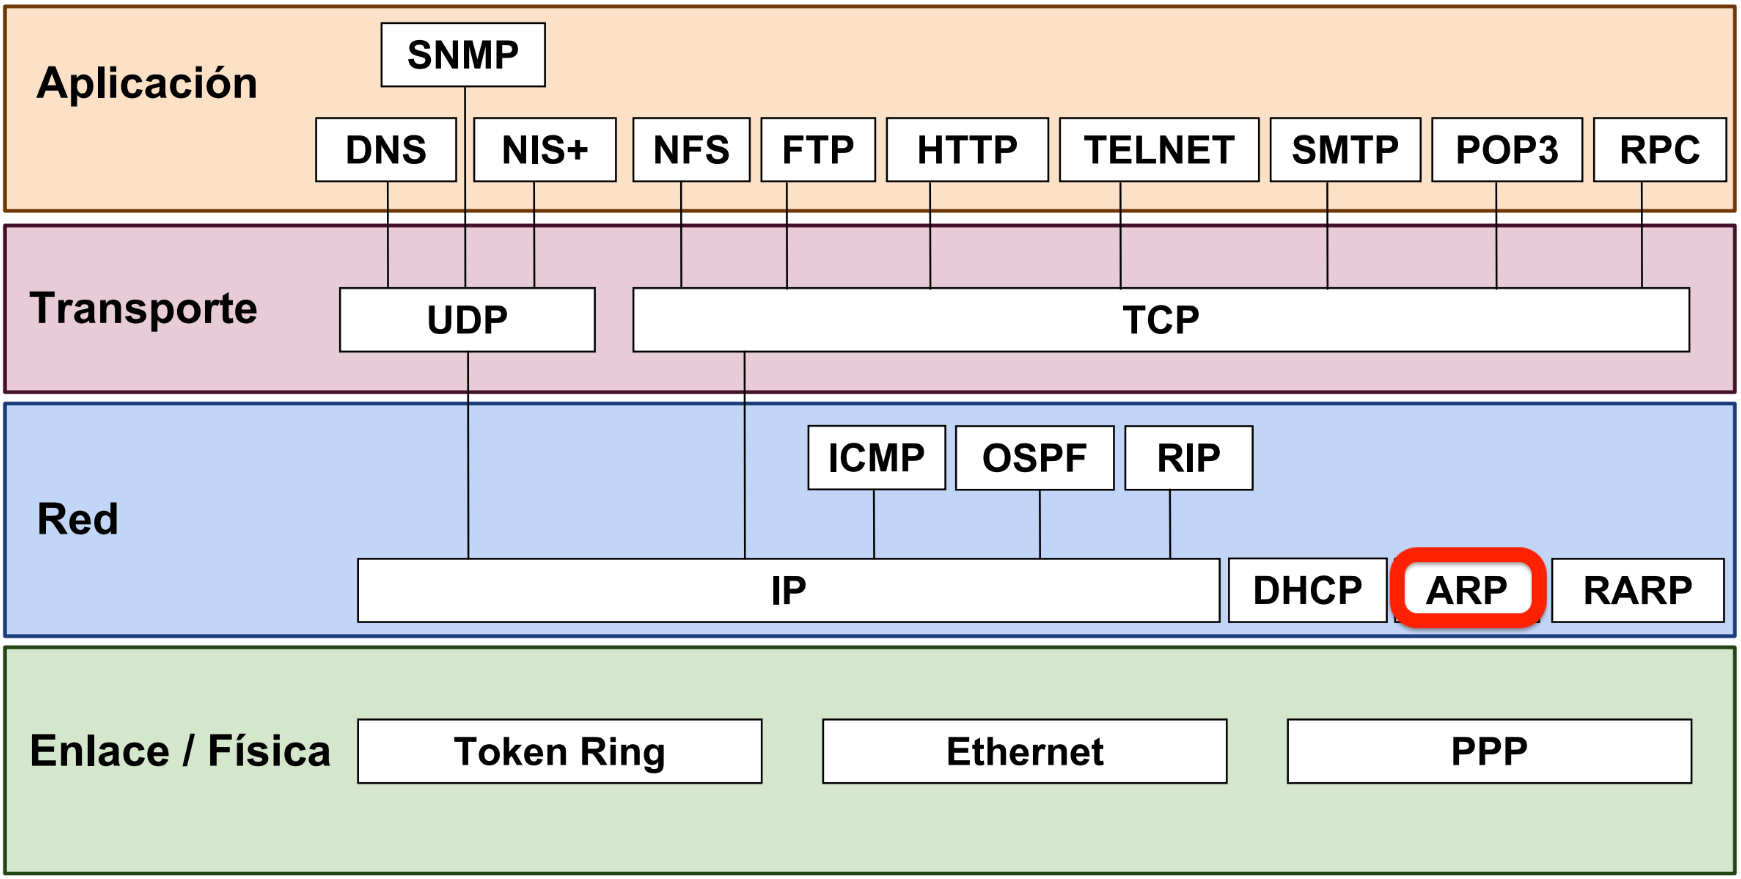 Aplicación
SNMP
DNS
NIS+
NFS
FTP
HTTP
TELNET
SMTP
POP3
RPC
Transporte
UDP
TCP
Red
ICMP
OSPF
RIP
IP
DHCP
ARP
RARP
Enlace / Física
Token Ring
Ethernet
PPP